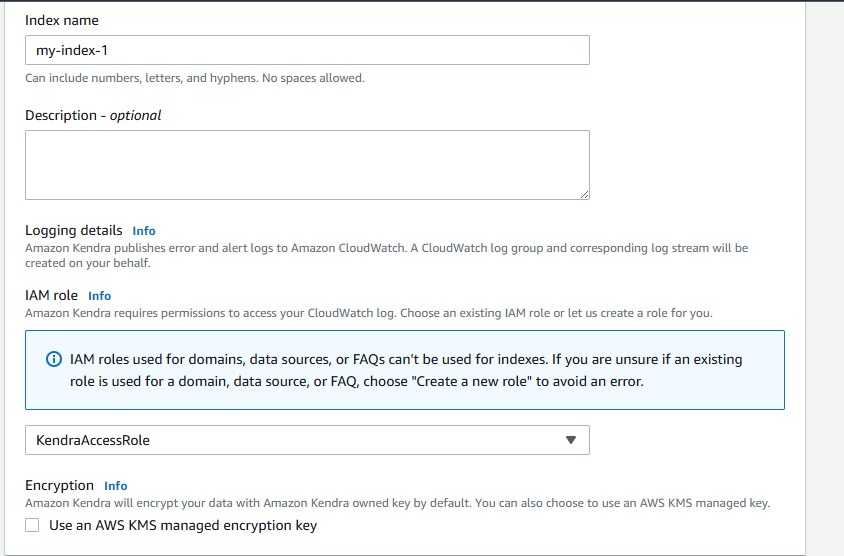 Index name
my-index-1
Can include numbers, letters, and hyphens. No spaces allowed.
Description - optional
Logging details Info
Amazon Kendra publishes error and alert logs to Amazon CloudWatch. A CloudWatch log group and corresponding log stream will be
created on your behalf.
IAM role Info
Amazon Kendra requires permissions to access your CloudWatch log. Choose an existing IAM role or let us create a role for you.
IAM roles used for domains, data sources, or FAQs can't be used for indexes. If you are unsure if an existing
role is used for a domain, data source, or FAQ, choose "Create a new role" to avoid an error.
KendraAccessRole
Encryption Info
Amazon Kendra will encrypt your data with Amazon Kendra owned key by default. You can also choose to use an AWS KMS managed key.
Use an AWS KMS managed encryption key